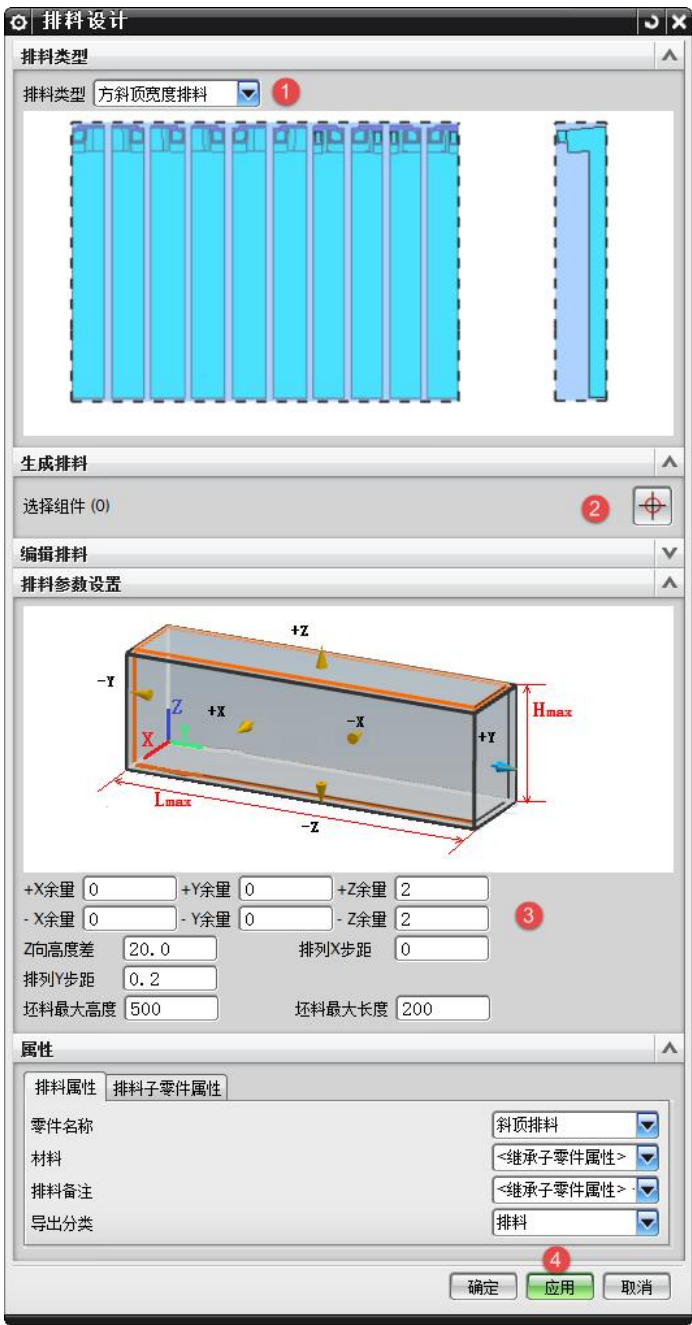 排料设计
排料类型
排料类型 方斜顶宽度排料 1
生成排料
选择组件 (0) 2
编辑排料
排料参数设置
+Z
-Y
Z +X -X
Hmax
X Y +Y
Lmax
-Z
+X余量 0 +Y余量 0 +Z余量 2
- X余量 0 - Y余量 0 - Z余量 2 3
Z向高度差 20.0 排列X步距 0
排列Y步距 0.2
坯料最大高度 500 坯料最大长度 200
属性
排料属性 排料子零件属性
零件名称 斜顶排料
材料 <继承子零件属性>
排料备注 <继承子零件属性> -
导出分类 排料
4
确定 应用 取消